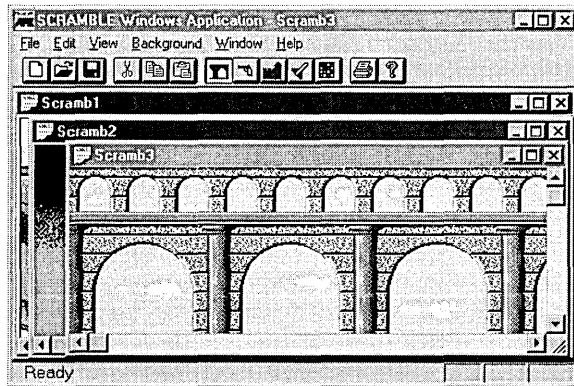 SCRAMBLE Windows Application - Scramb3
File Edit View Background Window Help
Scramb1
Scramb2
Scramb3
Ready